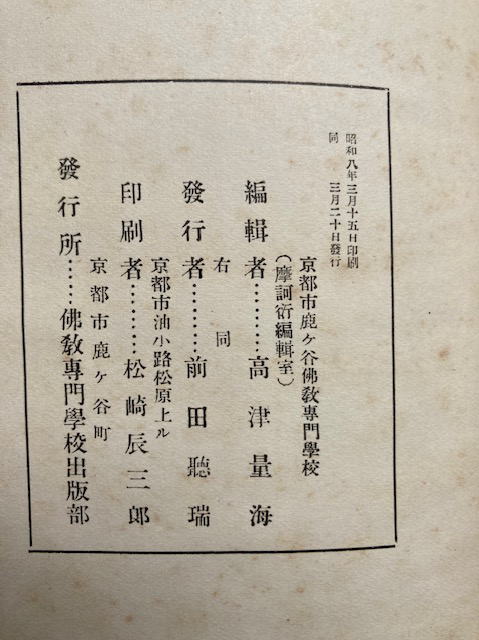 昭和八年三月十五日印刷
同　三月二十日發行
京都市鹿ヶ谷佛敎專門學校
（摩訶衍編輯室）
編輯者………高津量海
右同
發行者………前田聽瑞
京都市油小路松原上ル
印刷者………松崎辰三郎
京都市鹿ヶ谷町
發行所……佛敎專門學校出版部